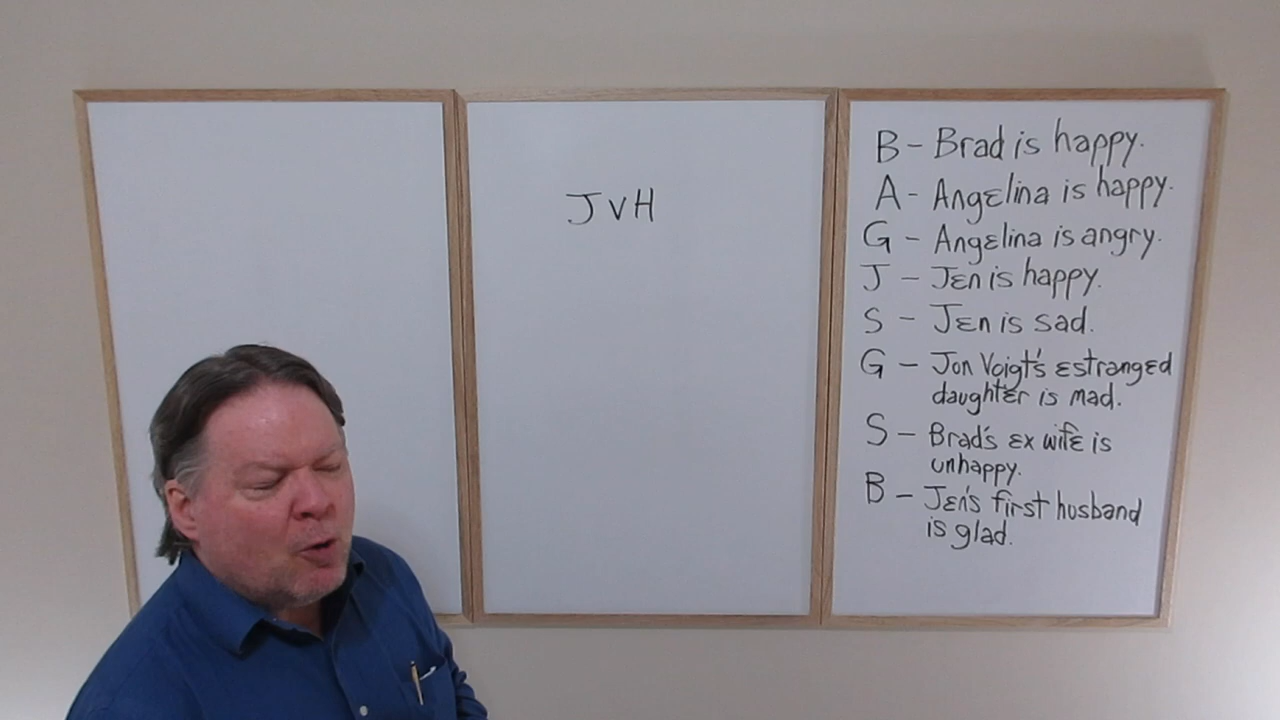 J v H
B - Brad is happy.
A - Angelina is happy.
G - Angelina is angry.
J - Jen is happy.
S - Jen is sad.
G - Jon Voigt's estranged
daughter is mad.
S - Brad's ex wife is
unhappy.
B - Jen's first husband
is glad.